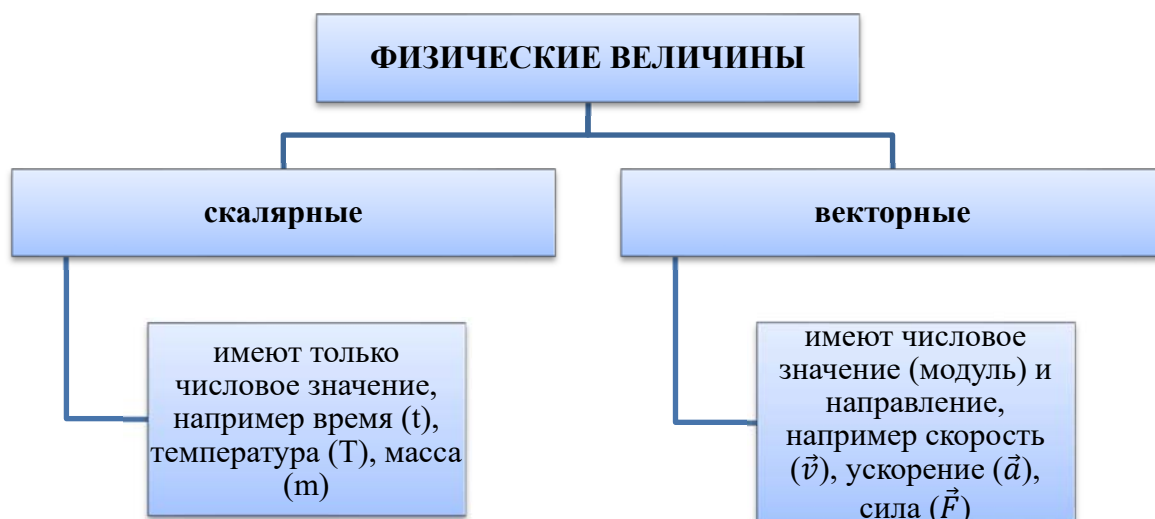 ФИЗИЧЕСКИЕ ВЕЛИЧИНЫ
скалярные
векторные
имеют только
числовое значение,
например время (t),
температура (T), масса
(m)
имеют числовое
значение (модуль) и
направление,
например скорость
(v⃗), ускорение (a⃗),
сила (F⃗)